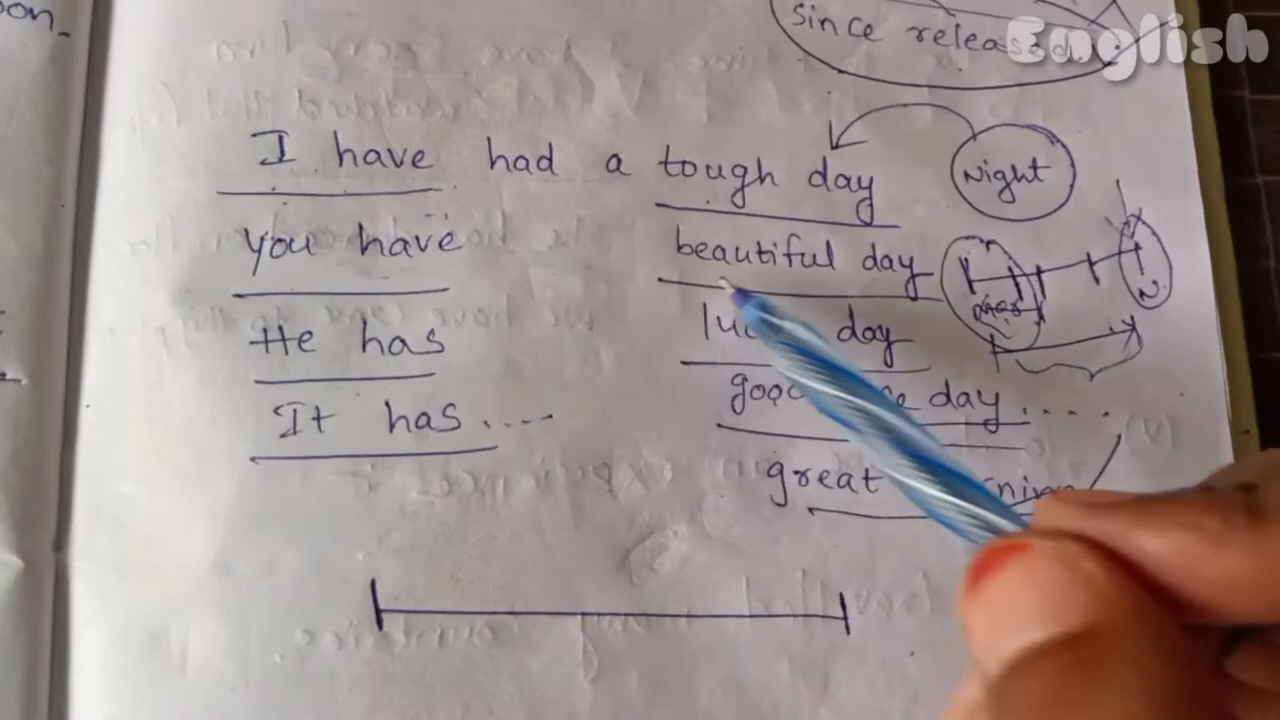 oon.
since released
English
I have had a tough day
Night
you have beautiful day
He has day
It has.... day....
great